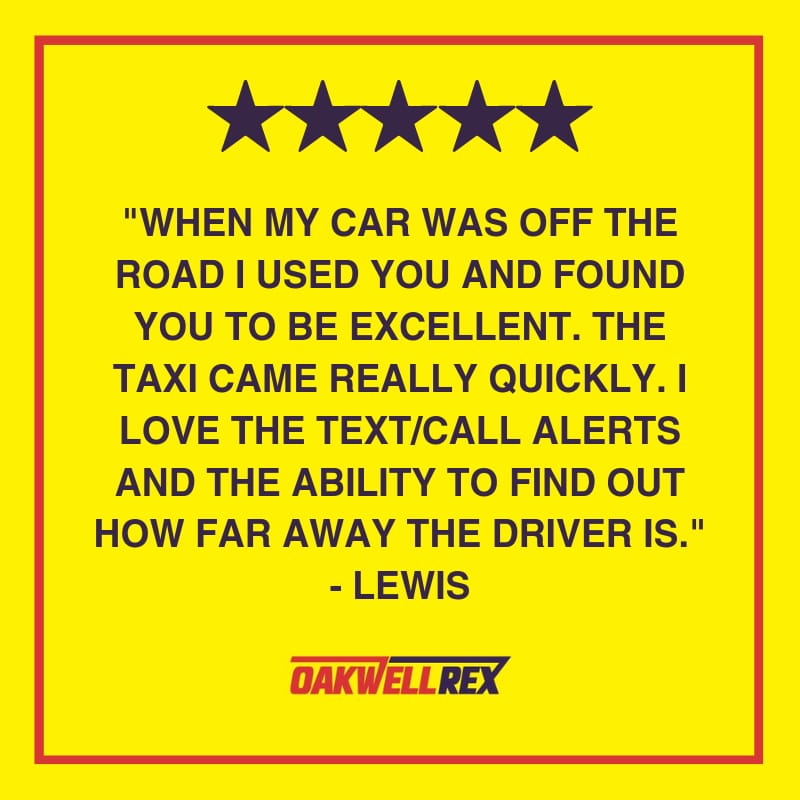 "WHEN MY CAR WAS OFF THE
ROAD I USED YOU AND FOUND
YOU TO BE EXCELLENT. THE
TAXI CAME REALLY QUICKLY. I
LOVE THE TEXT/CALL ALERTS
AND THE ABILITY TO FIND OUT
HOW FAR AWAY THE DRIVER IS."
- LEWIS
OAKWELLREX